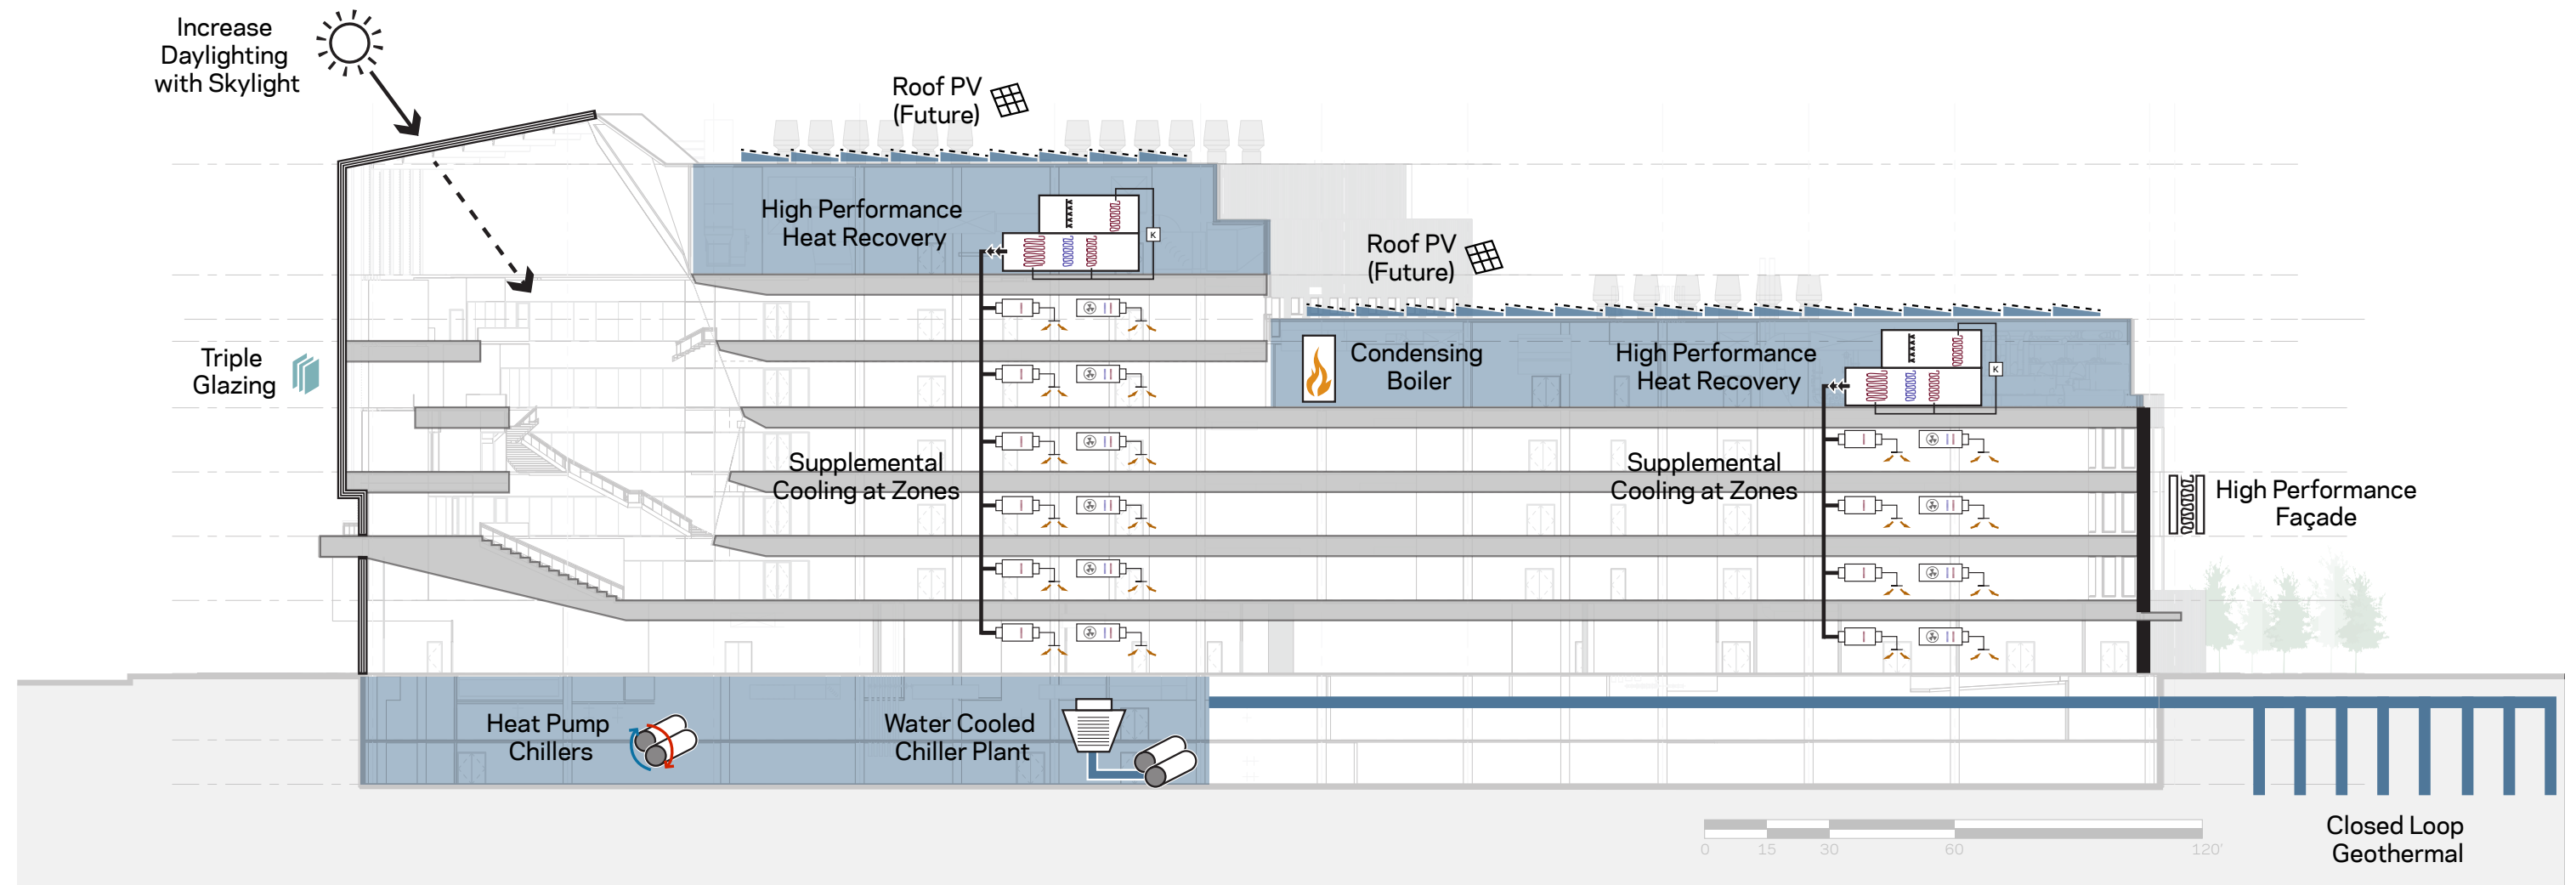 Increase
Daylighting
with Skylight
Roof PV
(Future)
High Performance
Heat Recovery
K
Roof PV
(Future)
Triple
Glazing
Condensing
Boiler
High Performance
Heat Recovery
K
Supplemental
Cooling at Zones
Supplemental
Cooling at Zones
High Performance
Façade
Heat Pump
Chillers
Water Cooled
Chiller Plant
Closed Loop
Geothermal
0 15 30 60 120'